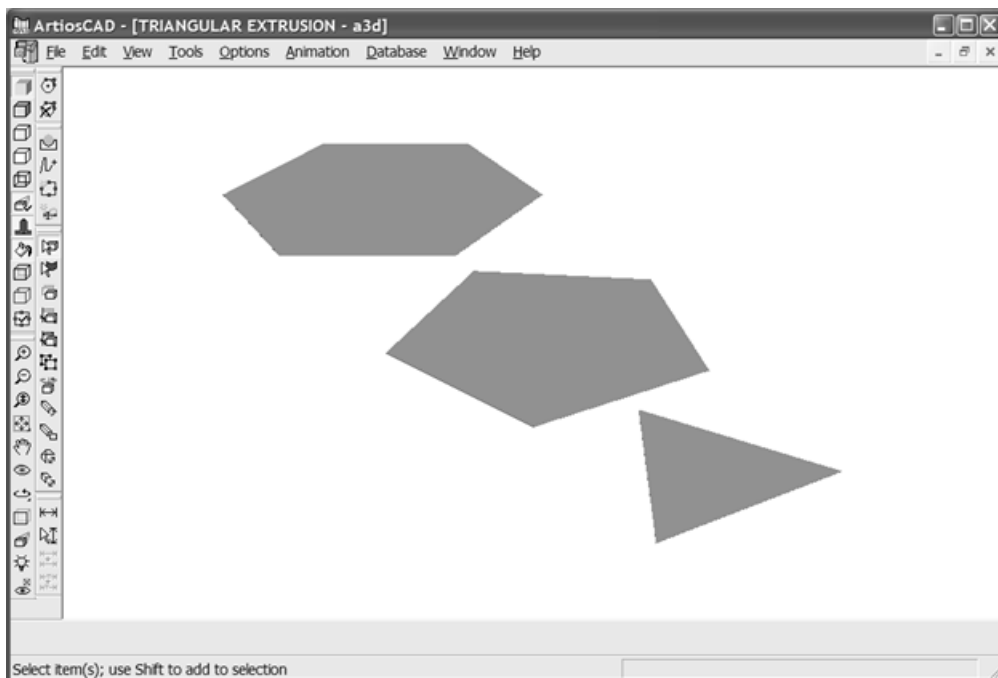 ArtiosCAD - [TRIANGULAR EXTRUSION - a3d]
File Edit View Tools Options Animation Database Window Help
Select item(s); use Shift to add to selection